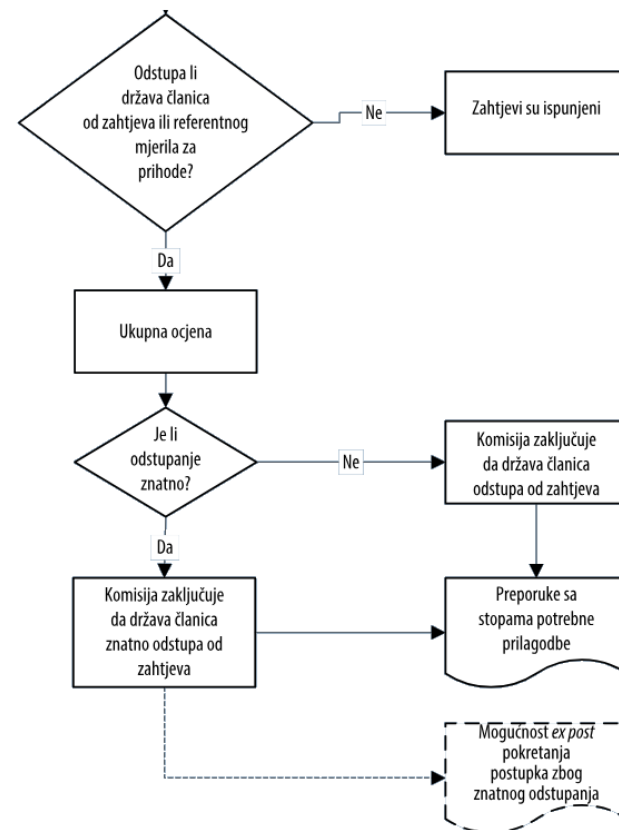 Odstupa li
država članica
od zahtjeva ili referentnog
mjerila za
prihode?
Ne
Zahtjevi su ispunjeni
Da
Ukupna ocjena
Je li
odstupanje
znatno?
Ne
Komisija zaključuje
da država članica
odstupa od zahtjeva
Da
Komisija zaključuje
da država članica
znatno odstupa od
zahtjeva
Preporuke sa
stopama potrebne
prilagodbe
Mogućnost ex post
pokretanja
postupka zbog
znatnog odstupanja